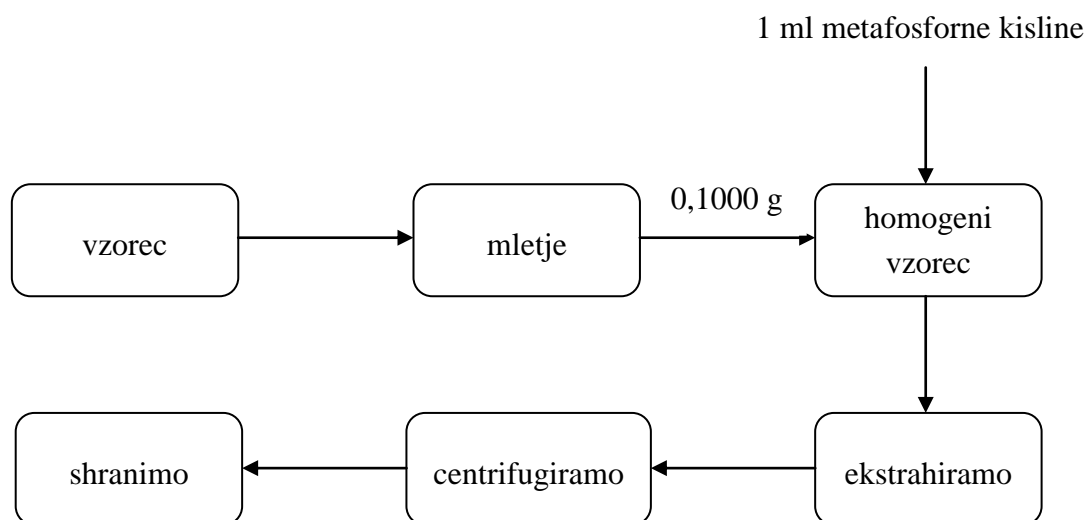 1 ml metafosforne kisline
vzorec
mletje
0,1000 g
homogeni
vzorec
ekstrahiramo
centrifugiramo
shranimo